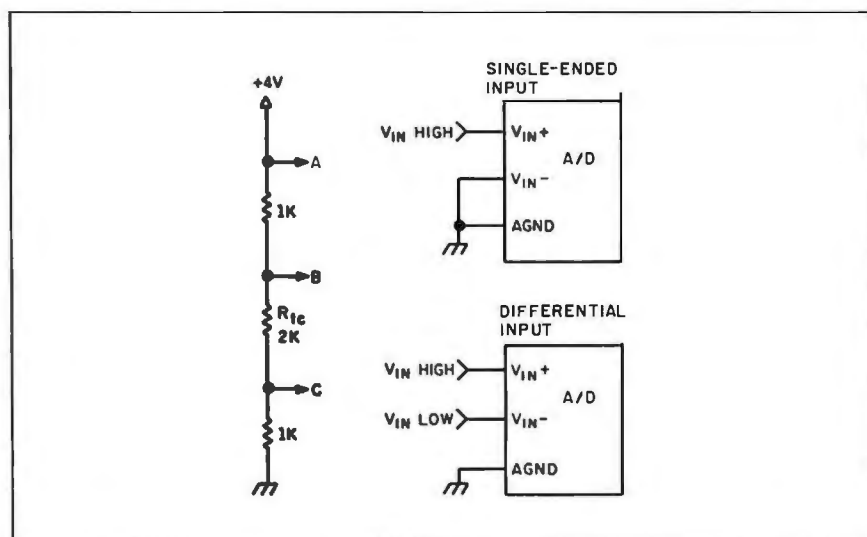 +4V
A
1K
B
Rtc
2K
C
1K
SINGLE-ENDED
INPUT
VIN HIGH
VIN+
A/D
VIN-
AGND
DIFFERENTIAL
INPUT
VIN HIGH
VIN+
A/D
VIN LOW
VIN-
AGND